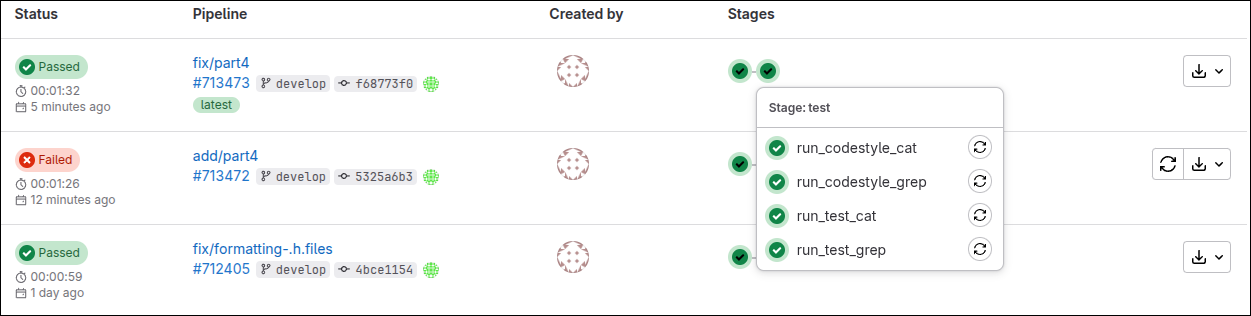 Status Pipeline Created by Stages
Passed
00:01:32
5 minutes ago
fix/part4
#713473 develop f68773f0
latest
Stage: test
run_codestyle_cat
run_codestyle_grep
run_test_cat
run_test_grep
Failed
00:01:26
12 minutes ago
add/part4
#713472 develop 5325a6b3
Passed
00:00:59
1 day ago
fix/formatting-.h.files
#712405 develop 4bce1154